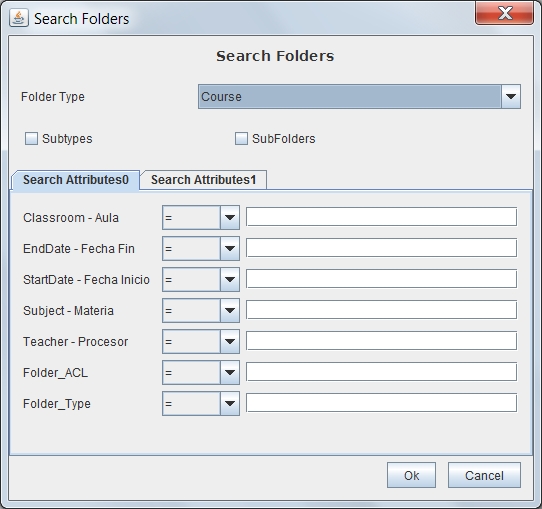 Search Folders
Search Folders
Folder Type Course
Subtypes SubFolders
Search Attributes0 Search Attributes1
Classroom - Aula =
EndDate - Fecha Fin =
StartDate - Fecha Inicio =
Subject - Materia =
Teacher - Procesor =
Folder_ACL =
Folder_Type =
Ok Cancel